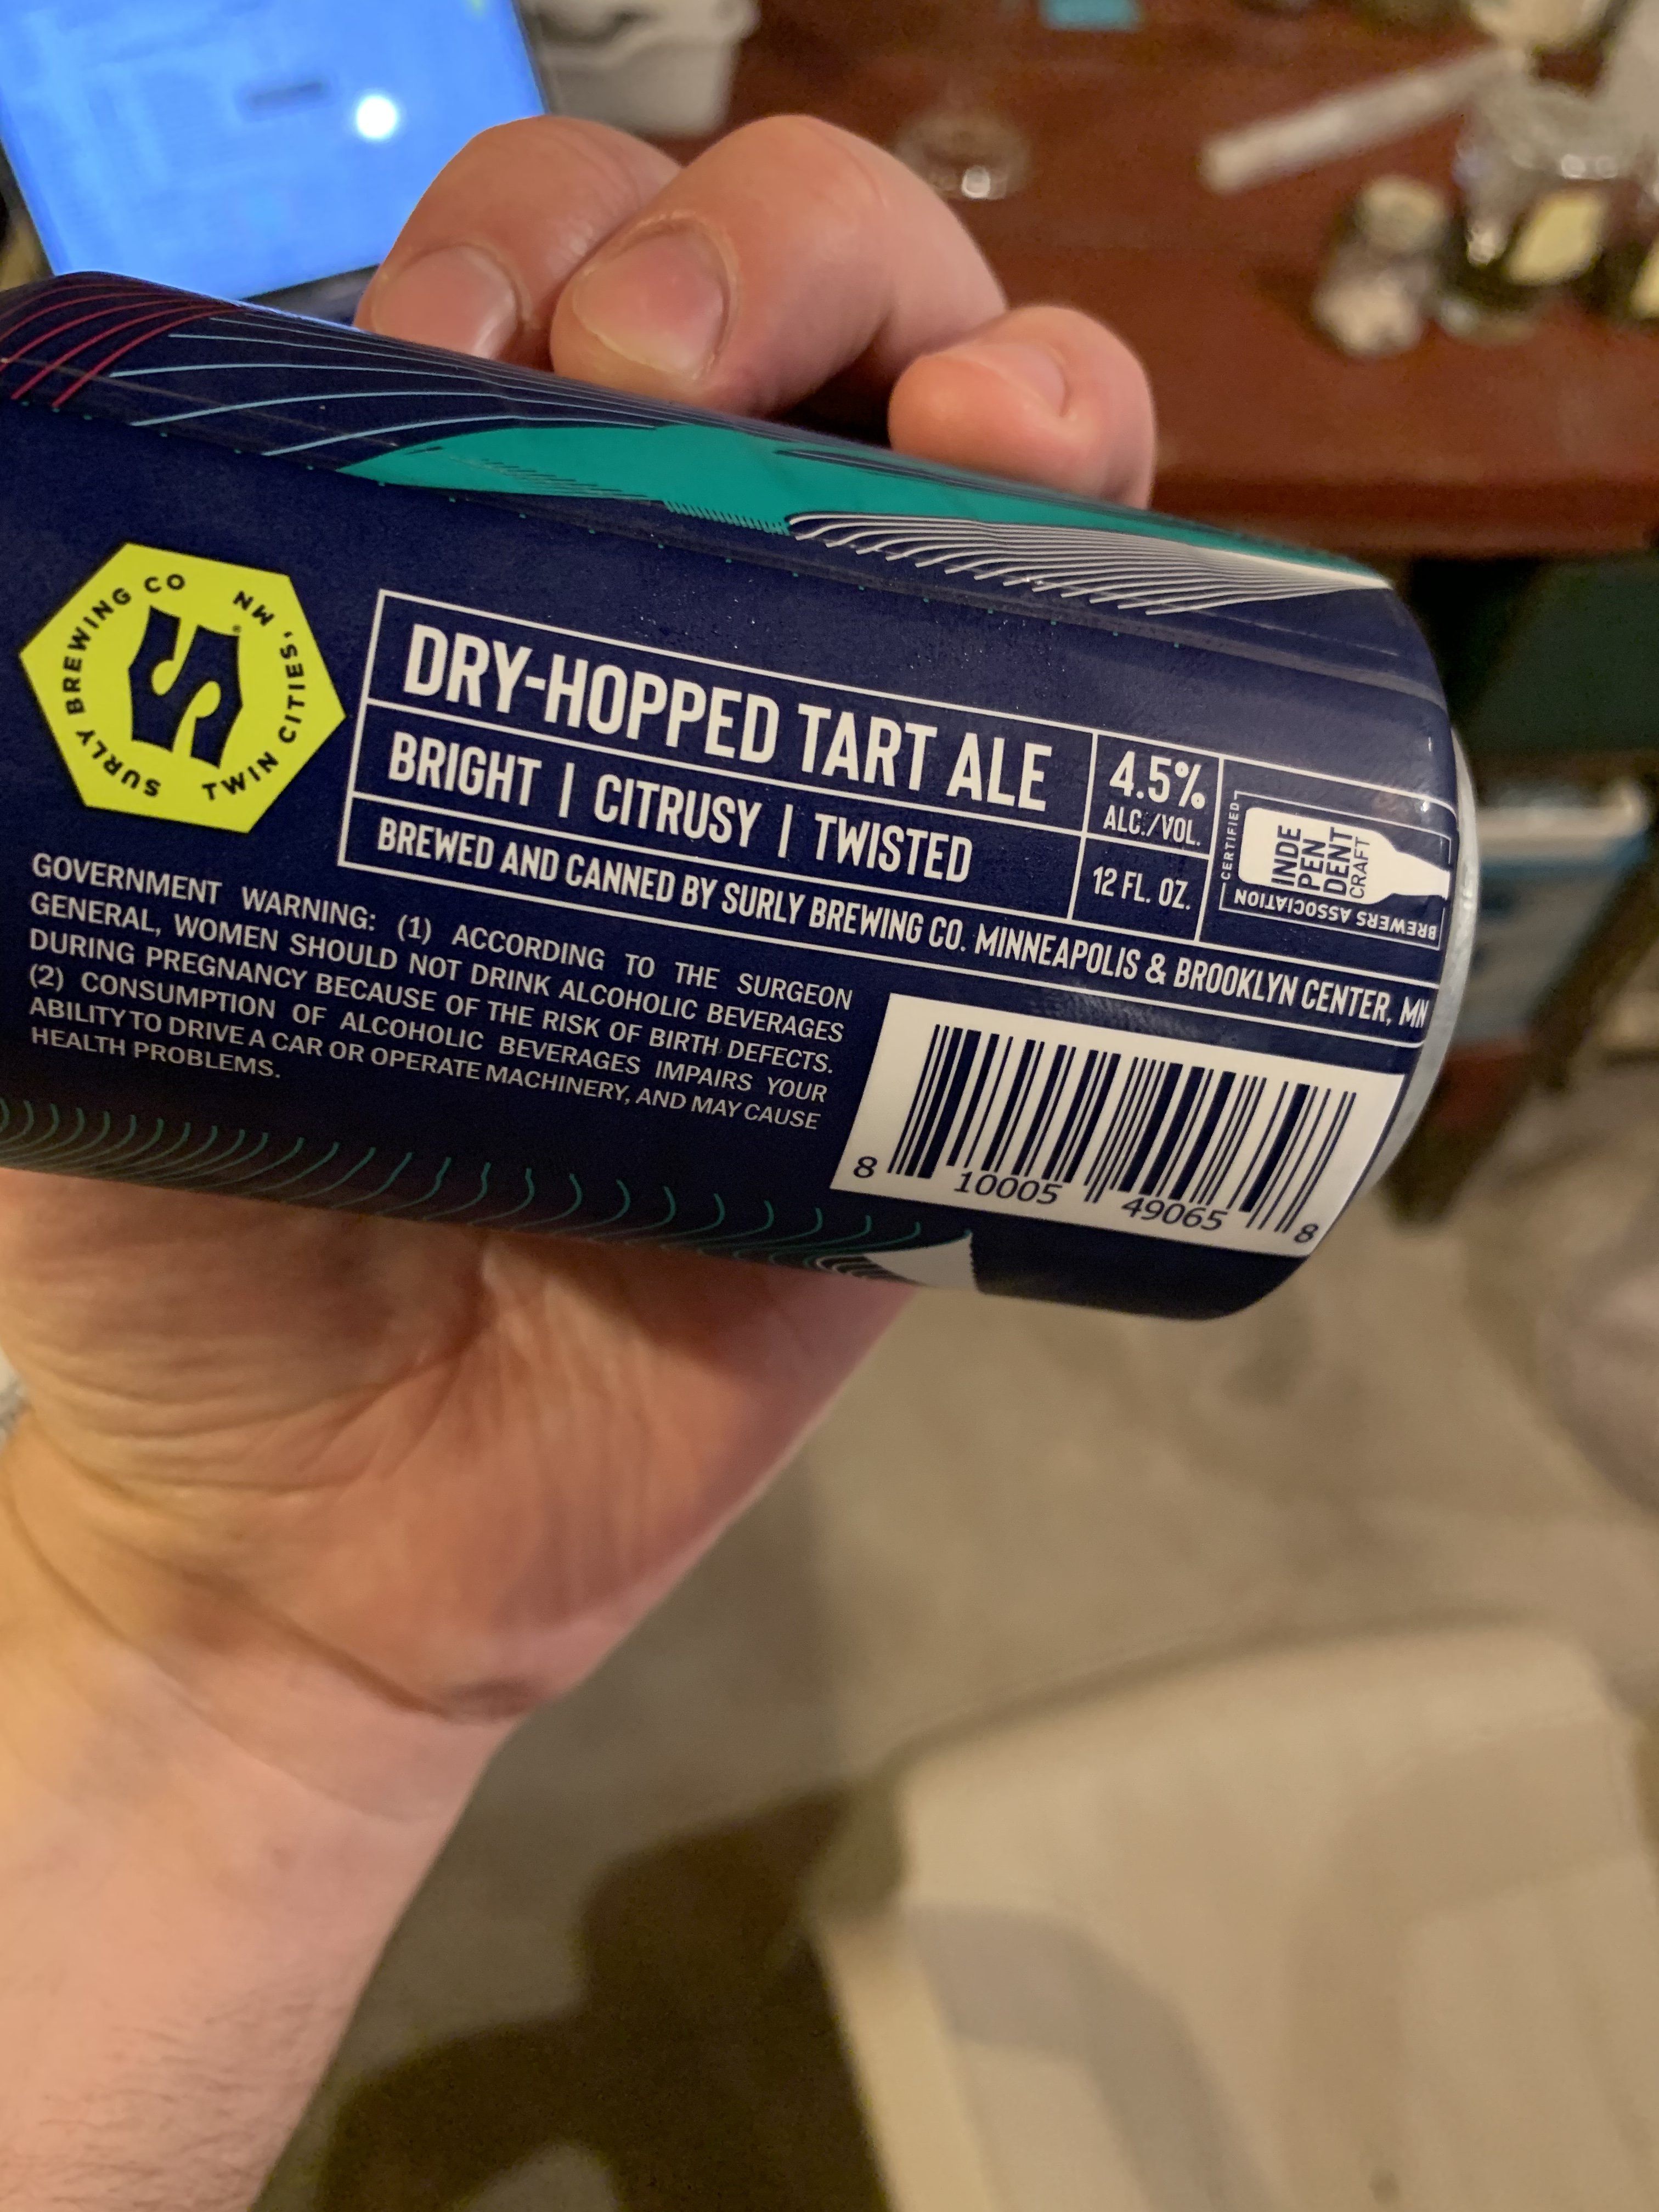 SURLY BREWING CO
TWIN CITIES, MN
S
®
DRY-HOPPED TART ALE
BRIGHT | CITRUSY | TWISTED
4.5%
ALC./VOL.
12 FL. OZ.
CERTIFIED
INDE
PEN
DENT
CRAFT
BREWERS ASSOCIATION
BREWED AND CANNED BY SURLY BREWING CO. MINNEAPOLIS & BROOKLYN CENTER, MN
GOVERNMENT WARNING: (1) ACCORDING TO THE SURGEON
GENERAL, WOMEN SHOULD NOT DRINK ALCOHOLIC BEVERAGES
DURING PREGNANCY BECAUSE OF THE RISK OF BIRTH DEFECTS.
(2) CONSUMPTION OF ALCOHOLIC BEVERAGES IMPAIRS YOUR
ABILITY TO DRIVE A CAR OR OPERATE MACHINERY, AND MAY CAUSE
HEALTH PROBLEMS.
8 10005 49065 8